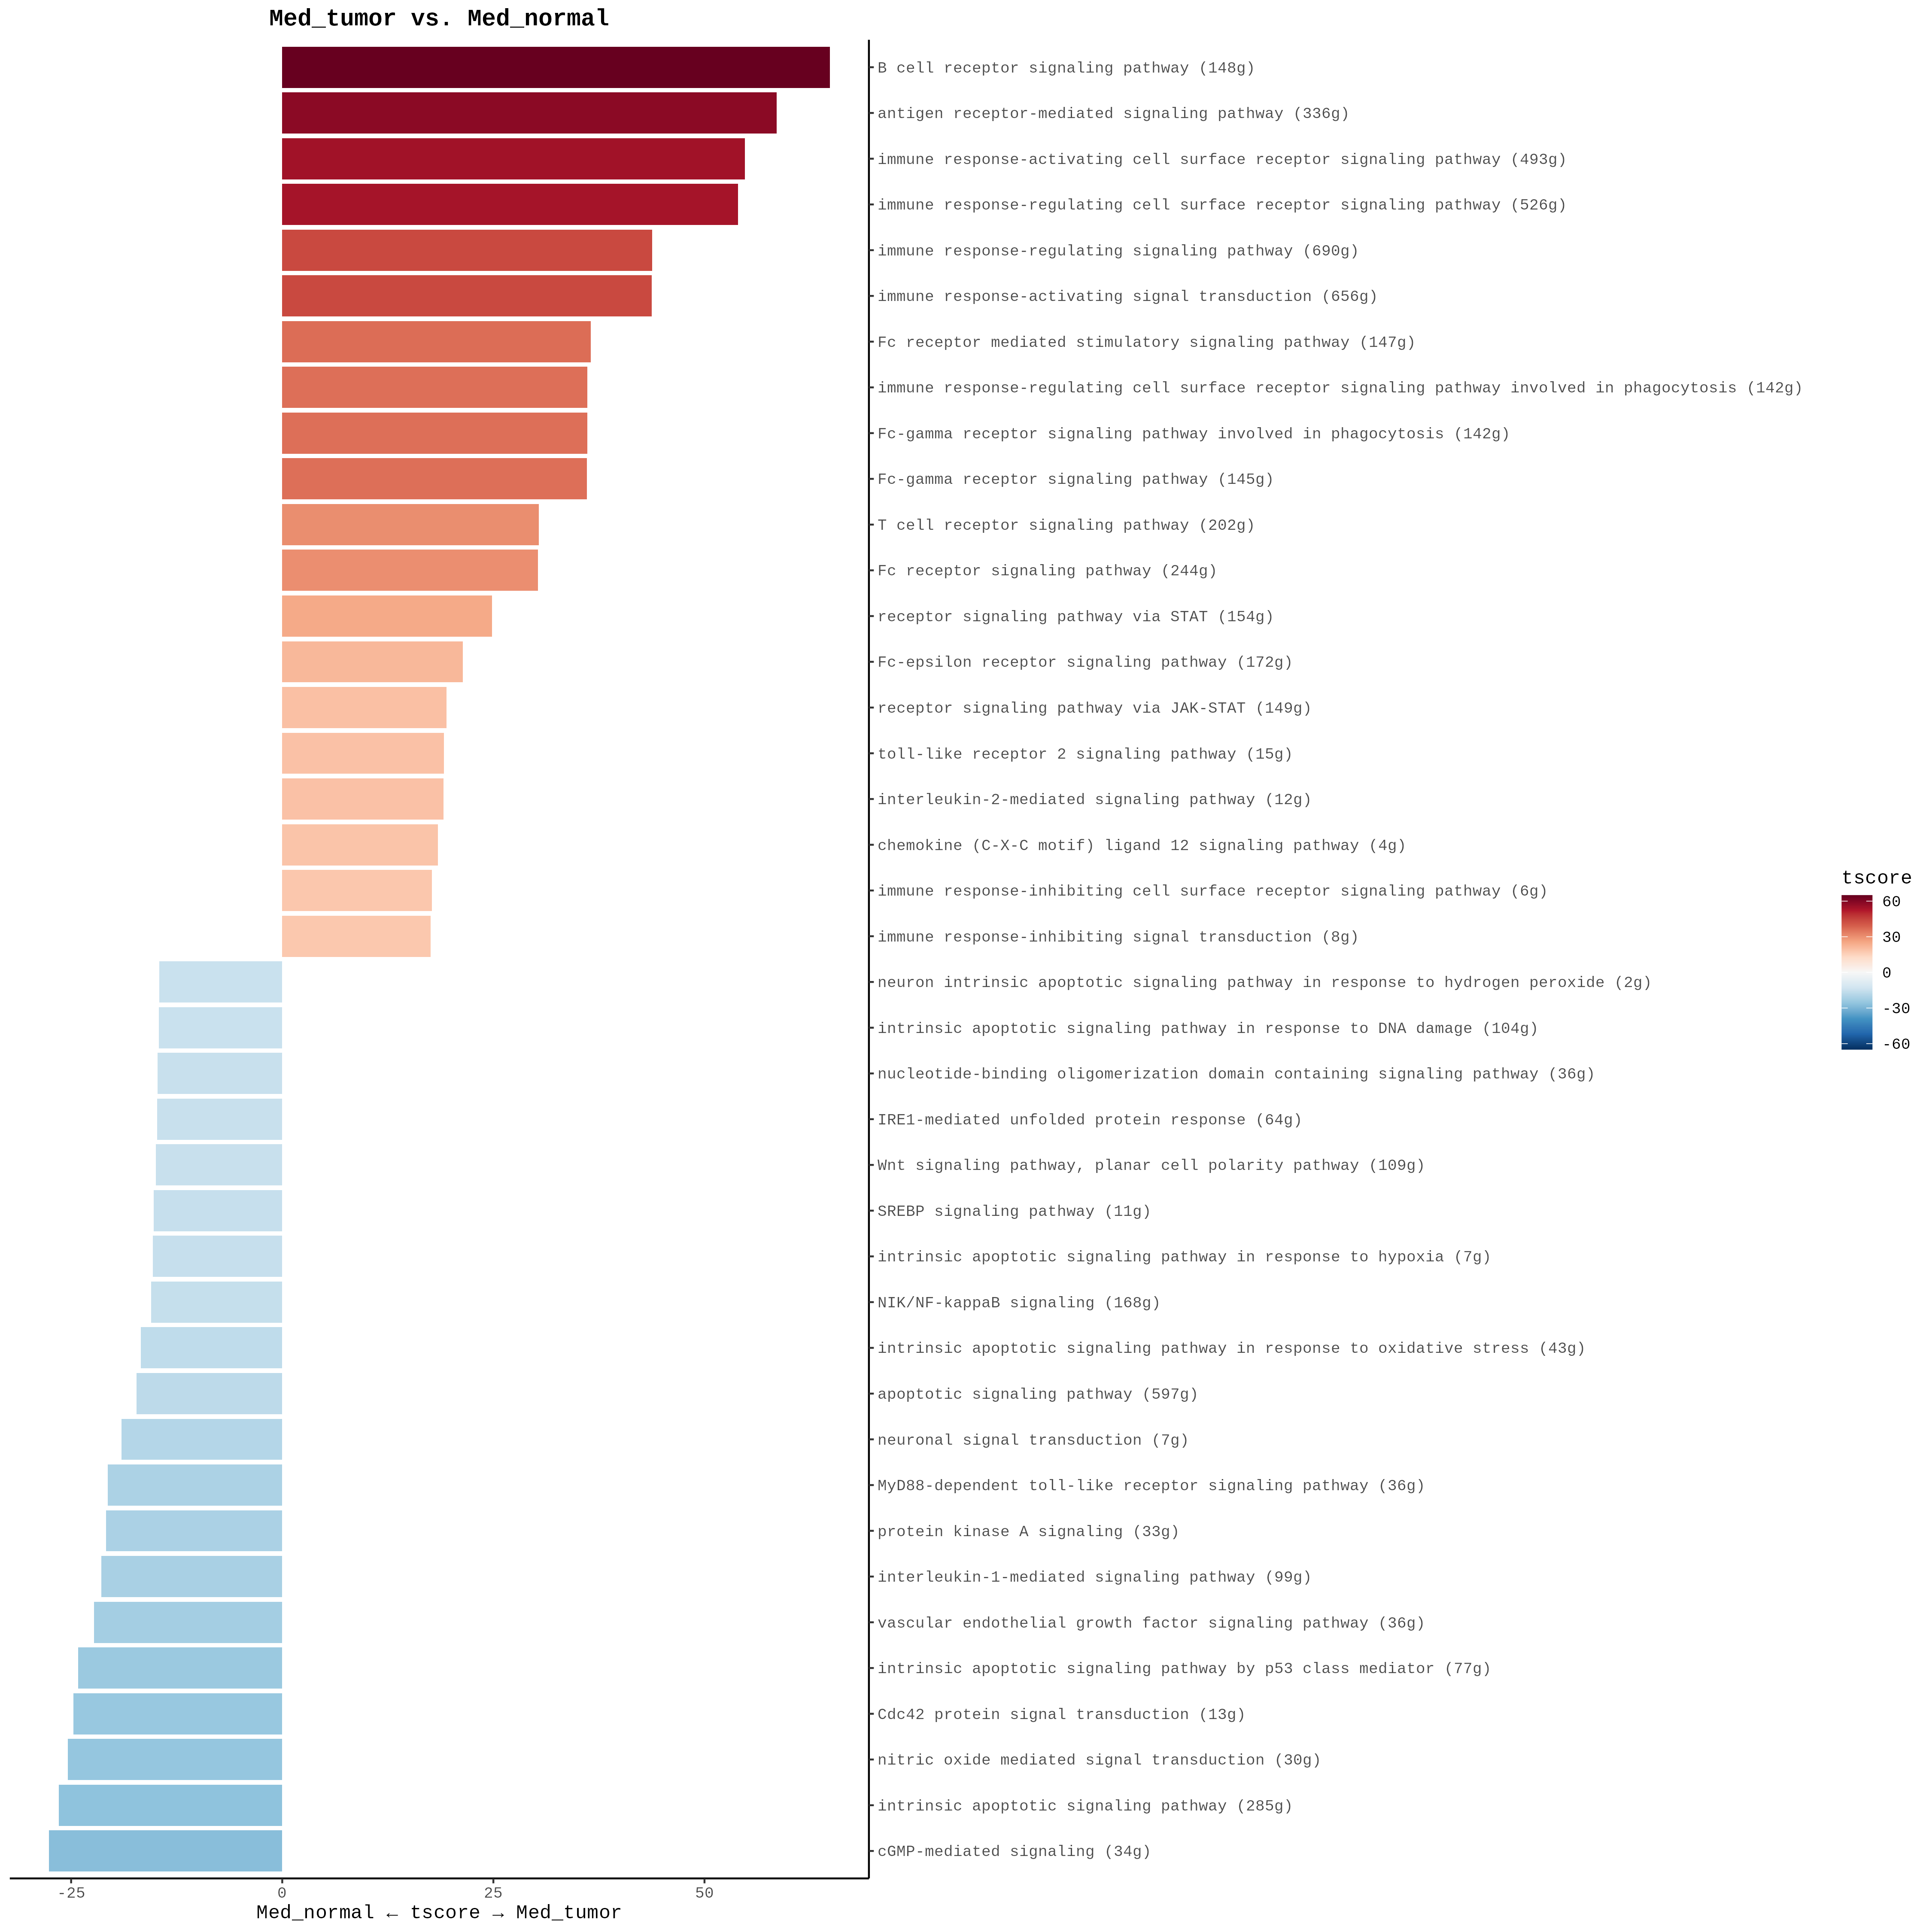 Med_tumor vs. Med_normal
B cell receptor signaling pathway (148g)
antigen receptor-mediated signaling pathway (336g)
immune response-activating cell surface receptor signaling pathway (493g)
immune response-regulating cell surface receptor signaling pathway (526g)
immune response-regulating signaling pathway (690g)
immune response-activating signal transduction (656g)
Fc receptor mediated stimulatory signaling pathway (147g)
immune response-regulating cell surface receptor signaling pathway involved in phagocytosis (142g)
Fc-gamma receptor signaling pathway involved in phagocytosis (142g)
Fc-gamma receptor signaling pathway (145g)
T cell receptor signaling pathway (202g)
Fc receptor signaling pathway (244g)
receptor signaling pathway via STAT (154g)
Fc-epsilon receptor signaling pathway (172g)
receptor signaling pathway via JAK-STAT (149g)
toll-like receptor 2 signaling pathway (15g)
interleukin-2-mediated signaling pathway (12g)
chemokine (C-X-C motif) ligand 12 signaling pathway (4g)
immune response-inhibiting cell surface receptor signaling pathway (6g)
immune response-inhibiting signal transduction (8g)
neuron intrinsic apoptotic signaling pathway in response to hydrogen peroxide (2g)
intrinsic apoptotic signaling pathway in response to DNA damage (104g)
nucleotide-binding oligomerization domain containing signaling pathway (36g)
IRE1-mediated unfolded protein response (64g)
Wnt signaling pathway, planar cell polarity pathway (109g)
SREBP signaling pathway (11g)
intrinsic apoptotic signaling pathway in response to hypoxia (7g)
NIK/NF-kappaB signaling (168g)
intrinsic apoptotic signaling pathway in response to oxidative stress (43g)
apoptotic signaling pathway (597g)
neuronal signal transduction (7g)
MyD88-dependent toll-like receptor signaling pathway (36g)
protein kinase A signaling (33g)
interleukin-1-mediated signaling pathway (99g)
vascular endothelial growth factor signaling pathway (36g)
intrinsic apoptotic signaling pathway by p53 class mediator (77g)
Cdc42 protein signal transduction (13g)
nitric oxide mediated signal transduction (30g)
intrinsic apoptotic signaling pathway (285g)
cGMP-mediated signaling (34g)
-25 0 25 50
Med_normal ← tscore → Med_tumor
tscore
60
30
0
-30
-60